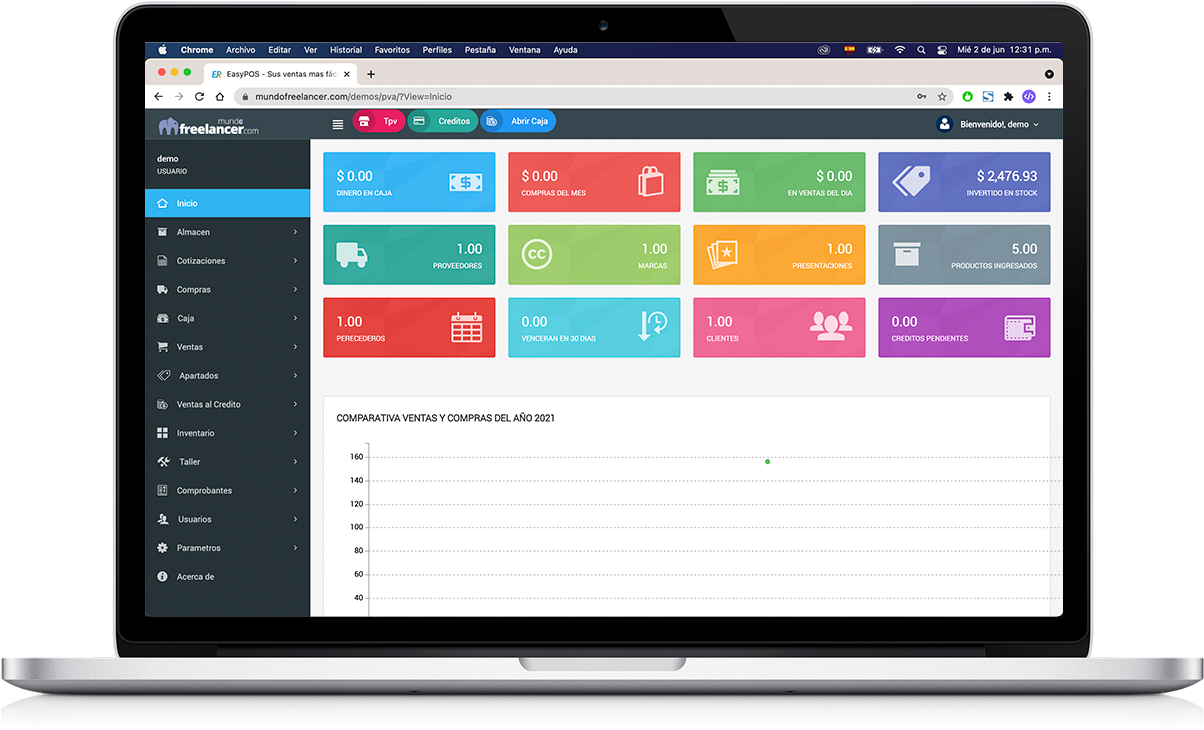 Chrome Archivo Editar Ver Historial Favoritos Perfiles Pestaña Ventana Ayuda Mié 2 de jun 12:31 p.m.
EP EasyPOS - Sus ventas mas fác
mundofreelancer.com/demos/pva/?View=Inicio
mundo
freelancer.com
Tpv Creditos Abrir Caja Bienvenido!, demo
demo
USUARIO
Inicio
Almacen
Cotizaciones
Compras
Caja
Ventas
Apartados
Ventas al Credito
Inventario
Taller
Comprobantes
Usuarios
Parametros
Acerca de
$ 0.00
DINERO EN CAJA
$ 0.00
COMPRAS DEL MES
$ 0.00
EN VENTAS DEL DIA
$ 2,476.93
INVERTIDO EN STOCK
1.00
PROVEEDORES
CC
1.00
MARCAS
1.00
PRESENTACIONES
5.00
PRODUCTOS INGRESADOS
1.00
PERECEDEROS
0.00
VENCERAN EN 30 DIAS
1.00
CLIENTES
0.00
CREDITOS PENDIENTES
COMPARATIVA VENTAS Y COMPRAS DEL AÑO 2021
160
140
120
100
80
60
40